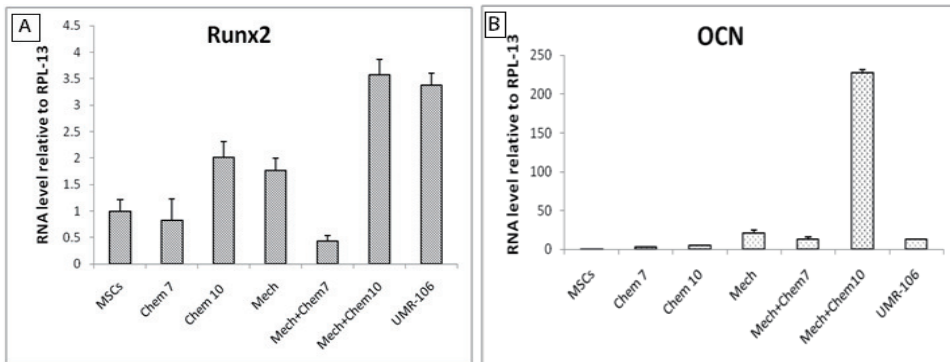 A
Runx2
RNA level relative to RPL-13
4.5
4
3.5
3
2.5
2
1.5
1
0.5
0
MSCs
Chem 7
Chem 10
Mech
Mech+Chem7
Mech+Chem10
UMR-106
B
OCN
RNA level relative to RPL-13
250
200
150
100
50
0
MSCs
Chem 7
Chem 10
Mech
Mech+Chem7
Mech+Chem10
UMR-106